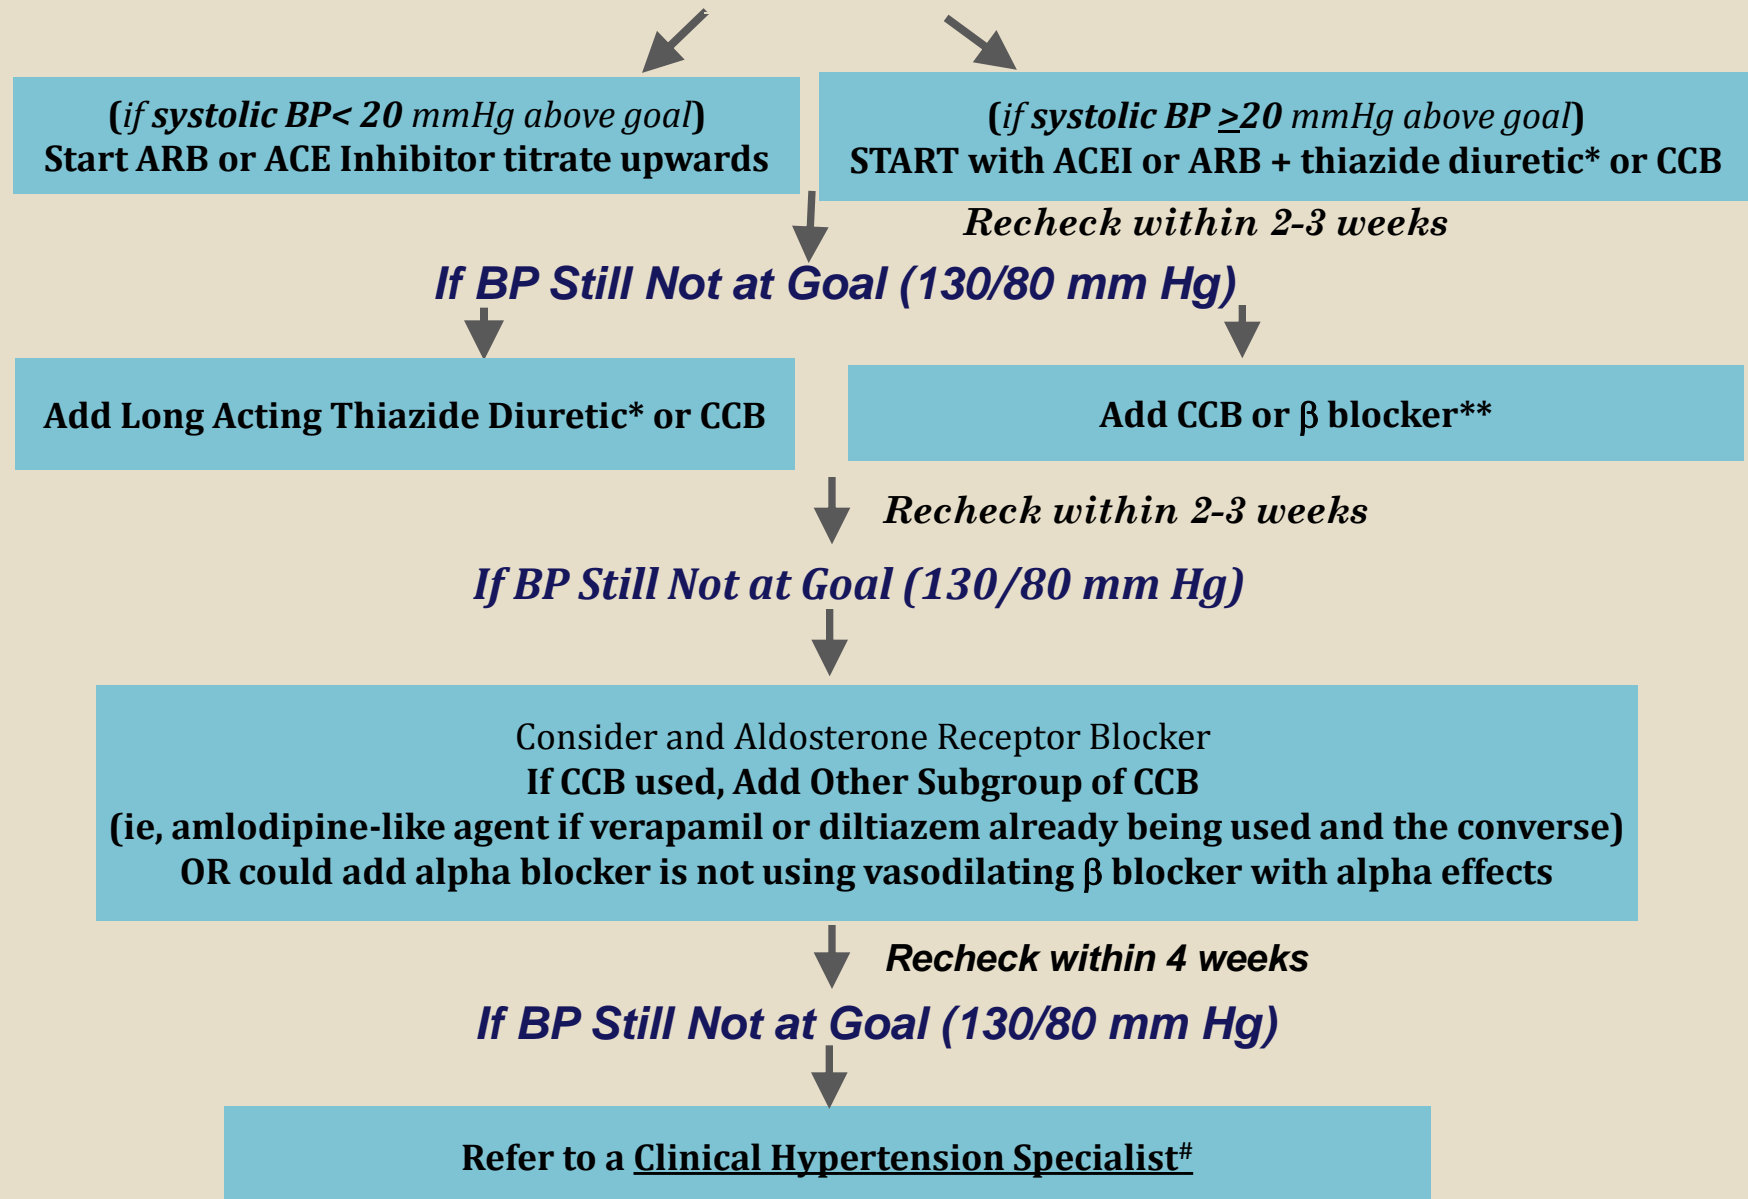 (if systolic BP< 20 mmHg above goal)
Start ARB or ACE Inhibitor titrate upwards
(if systolic BP ≥20 mmHg above goal)
START with ACEI or ARB + thiazide diuretic* or CCB
Recheck within 2-3 weeks
If BP Still Not at Goal (130/80 mm Hg)
Add Long Acting Thiazide Diuretic* or CCB
Add CCB or β blocker**
Recheck within 2-3 weeks
If BP Still Not at Goal (130/80 mm Hg)
Consider and Aldosterone Receptor Blocker
If CCB used, Add Other Subgroup of CCB
(ie, amlodipine-like agent if verapamil or diltiazem already being used and the converse)
OR could add alpha blocker is not using vasodilating β blocker with alpha effects
Recheck within 4 weeks
If BP Still Not at Goal (130/80 mm Hg)
Refer to a Clinical Hypertension Specialist#